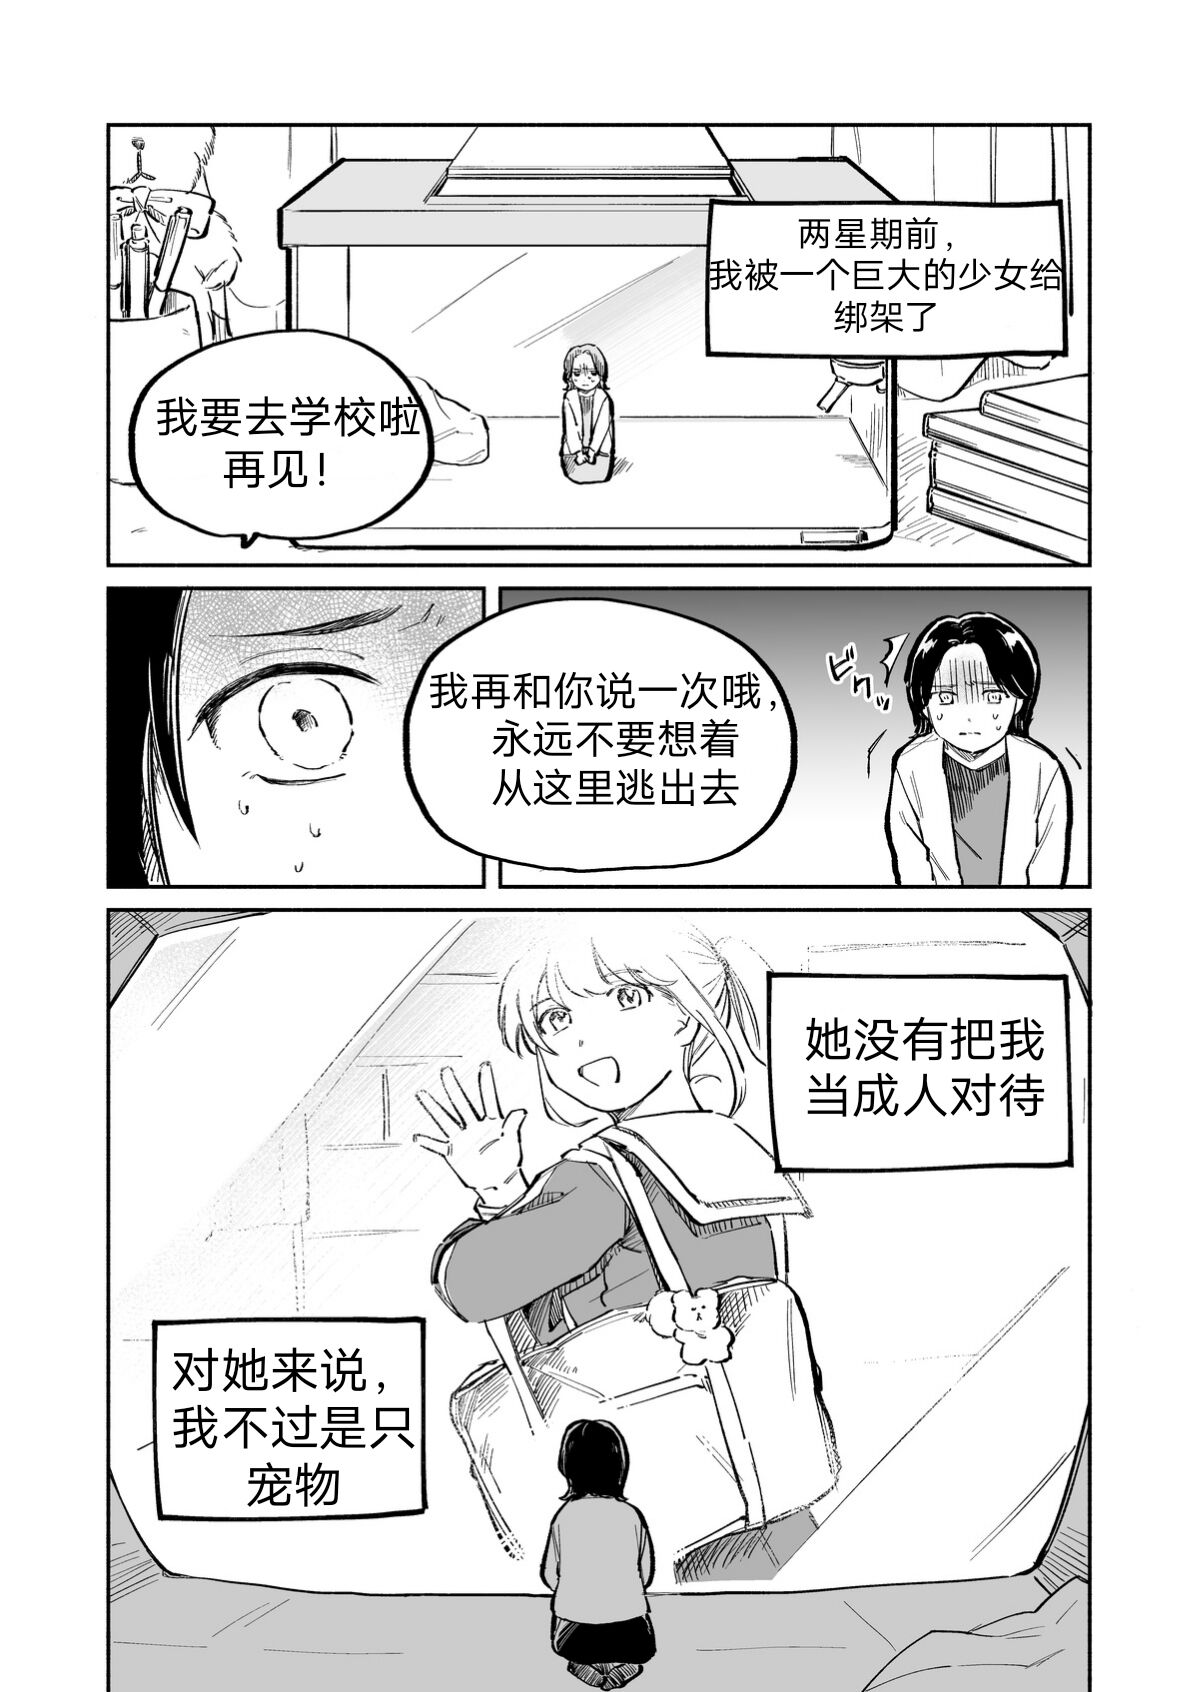 两星期前，
我被一个巨大的少女给
绑架了
我要去学校啦
再见！
ビクッ
我再和你说一次哦，
永远不要想着
从这里逃出去
她没有把我
当成人对待
对她来说，
我不过是只
宠物